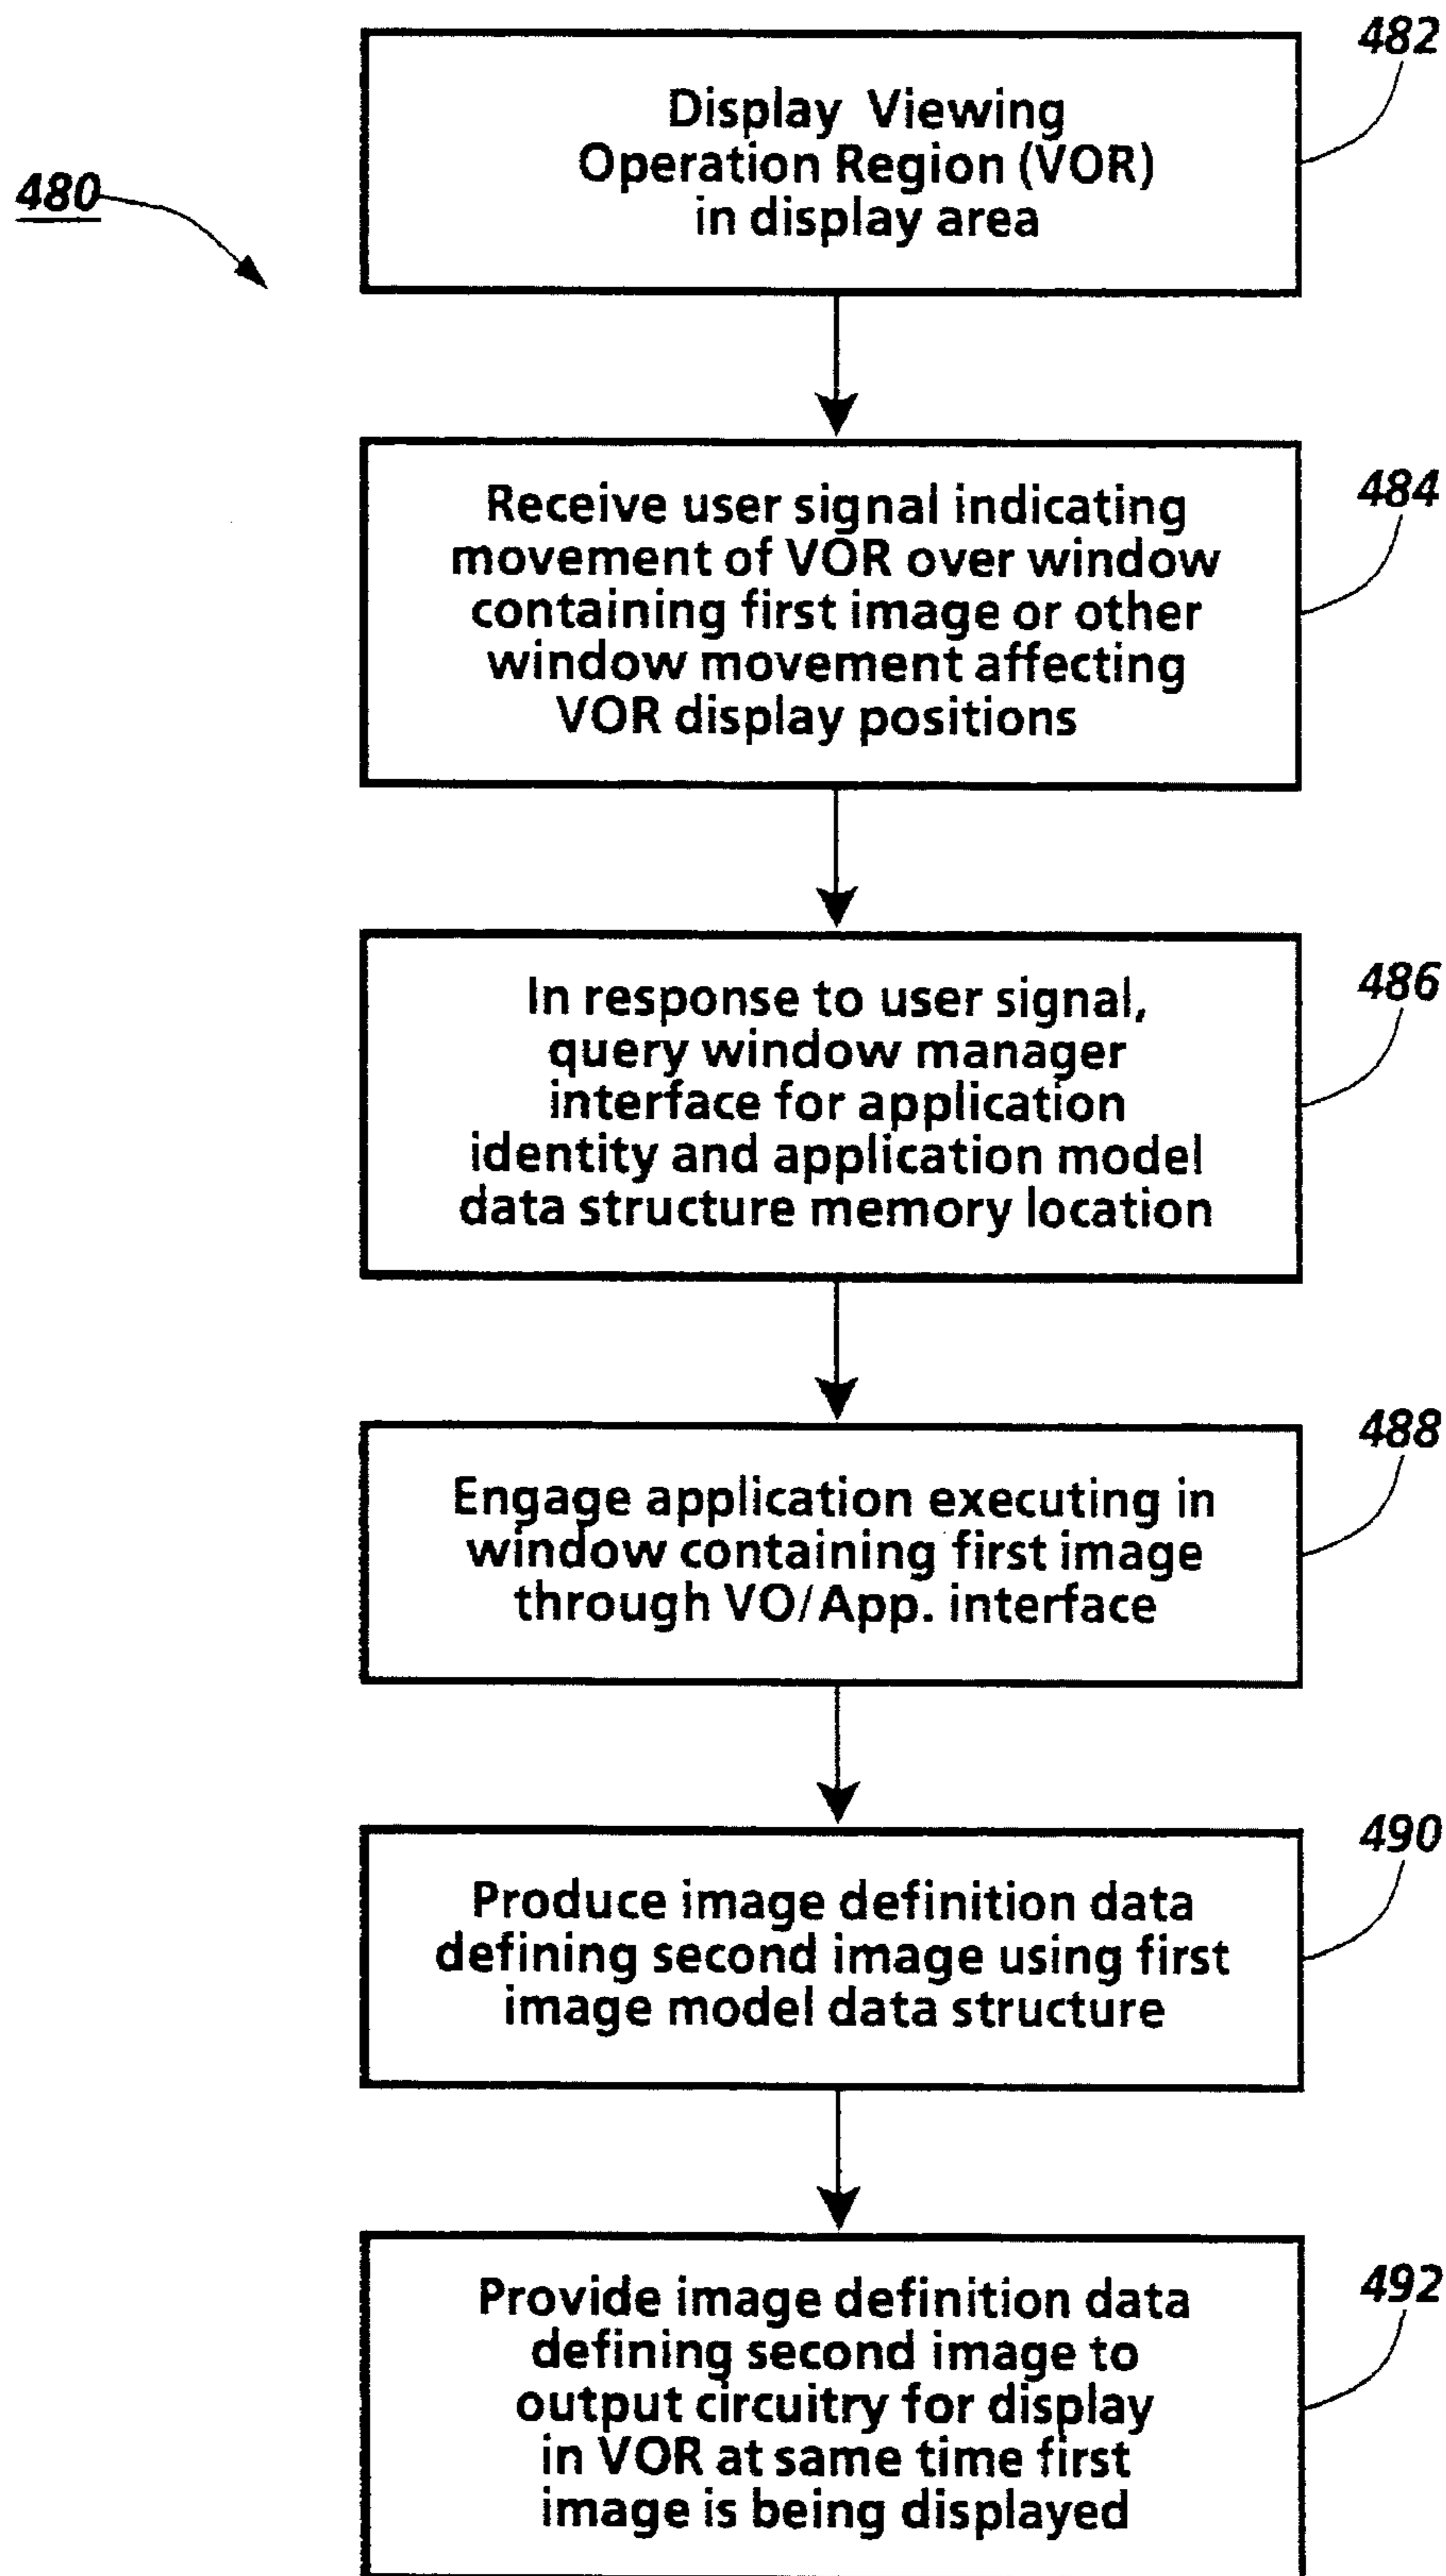 482
Display Viewing
Operation Region (VOR)
in display area
480
484
Receive user signal indicating
movement of VOR over window
containing first image or other
window movement affecting
VOR display positions
486
In response to user signal,
query window manager
interface for application
identity and application model
data structure memory location
488
Engage application executing in
window containing first image
through VO/App. interface
490
Produce image definition data
defining second image using first
image model data structure
492
Provide image definition data
defining second image to
output circuitry for display
in VOR at same time first
image is being displayed